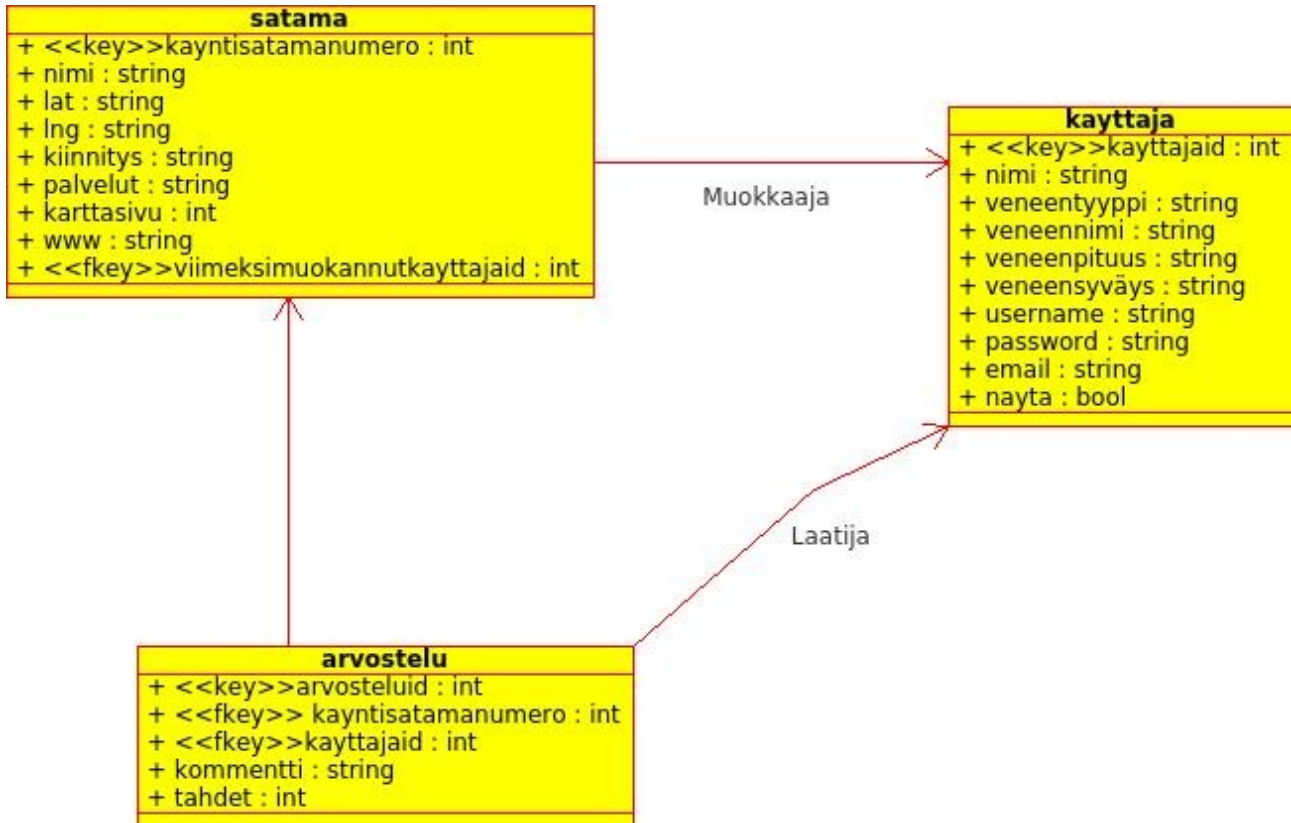 satama
+ <<key>>kayntisatamanumero : int
+ nimi : string
+ lat : string
+ lng : string
+ kiinnitys : string
+ palvelut : string
+ karttasivu : int
+ www : string
+ <<fkey>>viimeksimuokannutkayttajaid : int
Muokkaaja
kayttaja
+ <<key>>kayttajaid : int
+ nimi : string
+ veneentyyppi : string
+ veneennimi : string
+ veneenpituus : string
+ veneensyväys : string
+ username : string
+ password : string
+ email : string
+ nayta : bool
Laatija
arvostelu
+ <<key>>arvosteluid : int
+ <<fkey>> kayntisatamanumero : int
+ <<fkey>>kayttajaid : int
+ kommentti : string
+ tahdet : int